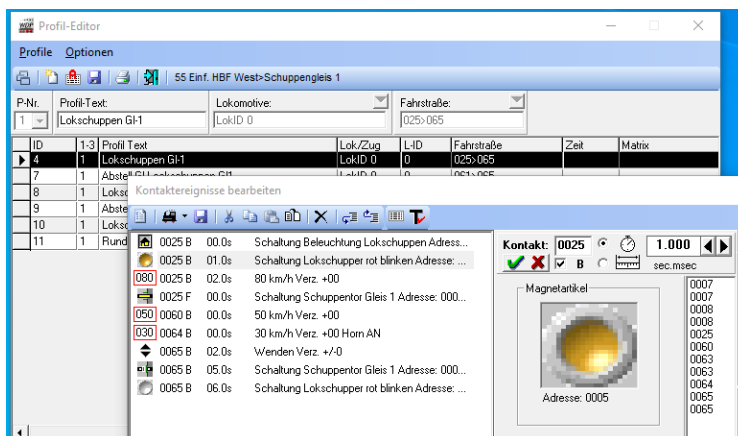 WDP Profil-Editor
Profile Optionen
55 Einf. HBF West>Schuppengleis 1
P-Nr. Profil-Text: Lokomotive: Fahrstraße:
1 Lokschuppen Gl-1 LokID 0 025>065
ID 1-3 Profil Text Lok/Zug L-ID Fahrstraße Zeit Matrix
4 1 Lokschuppen Gl-1 LokID 0 0 025>065
7 1
8 1 Loksc
9 1 Abste
10 1 Loksc
11 1 Rund
Kontaktereignisse bearbeiten
0025 B 00.0s Schaltung Beleuchtung Lokschuppen Adress...
0025 B 01.0s Schaltung Lokschupper rot blinken Adresse: ...
080 0025 B 02.0s 80 km/h Verz. +00
0025 F 00.0s Schaltung Schuppentor Gleis 1 Adresse: 000...
050 0060 B 00.0s 50 km/h Verz. +00
030 0064 B 00.0s 30 km/h Verz. +00 Horn AN
0065 B 02.0s Wenden Verz. +/-0
0065 B 05.0s Schaltung Schuppentor Gleis 1 Adresse: 000...
0065 B 06.0s Schaltung Lokschupper rot blinken Adresse: ...
Kontakt: 0025 1.000
B sec.msec
Magnetartikel
Adresse: 0005
0007
0007
0008
0008
0025
0060
0063
0063
0064
0065
0065